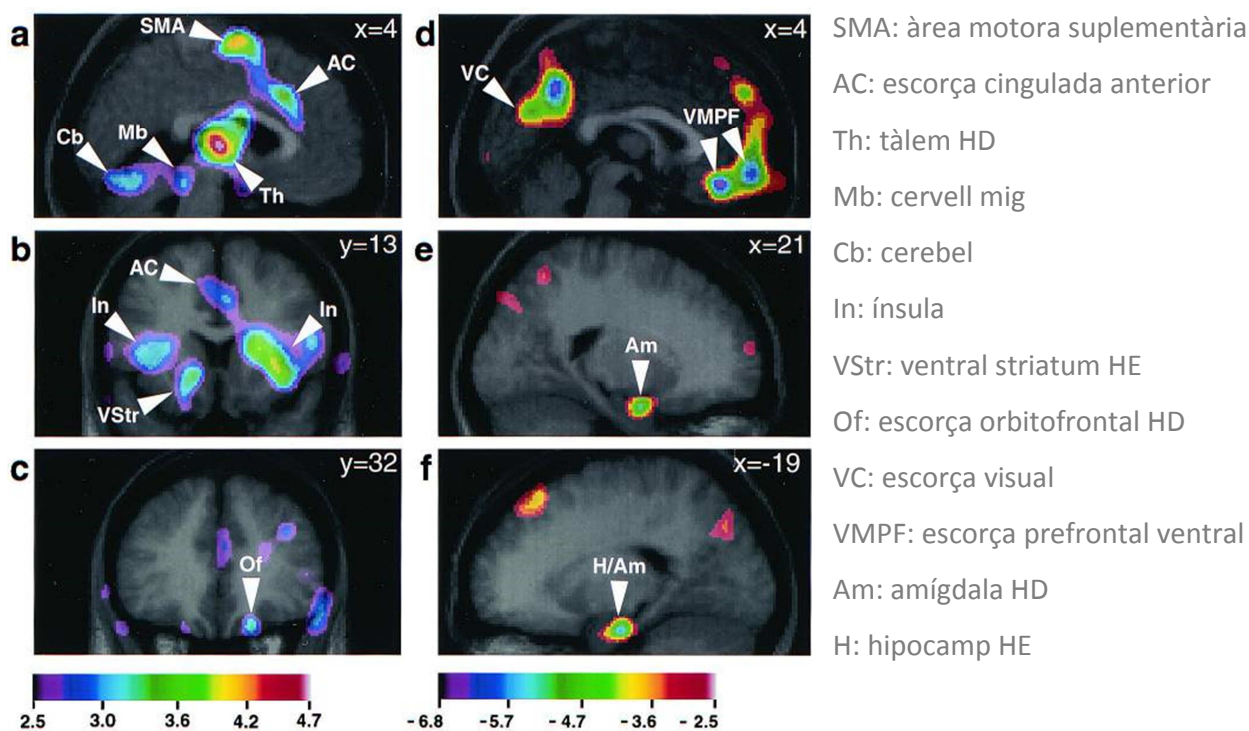 a
SMA
x=4
AC
Cb
Mb
Th
d
x=4
VC
VMPF
b
y=13
AC
In
In
VStr
e
x=21
Am
c
y=32
Of
f
x=-19
H/Am
2.5 3.0 3.6 4.2 4.7
-6.8 -5.7 -4.7 -3.6 -2.5
SMA: àrea motora suplementària
AC: escorça cingulada anterior
Th: tàlem HD
Mb: cervell mig
Cb: cerebel
In: ínsula
VStr: ventral striatum HE
Of: escorça orbitofrontal HD
VC: escorça visual
VMPF: escorça prefrontal ventral
Am: amígdala HD
H: hipocamp HE